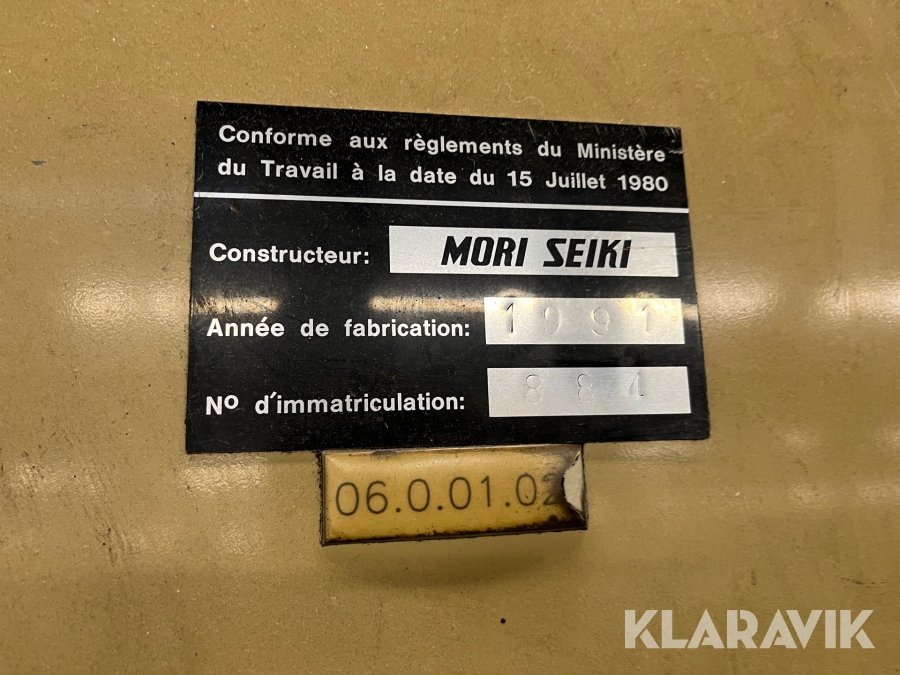 Conforme aux règlements du Ministère
du Travail à la date du 15 Juillet 1980
Constructeur: MORI SEIKI
Année de fabrication: 1991
Nº d'immatriculation: 884
06.0.01.02
KLARAVIK